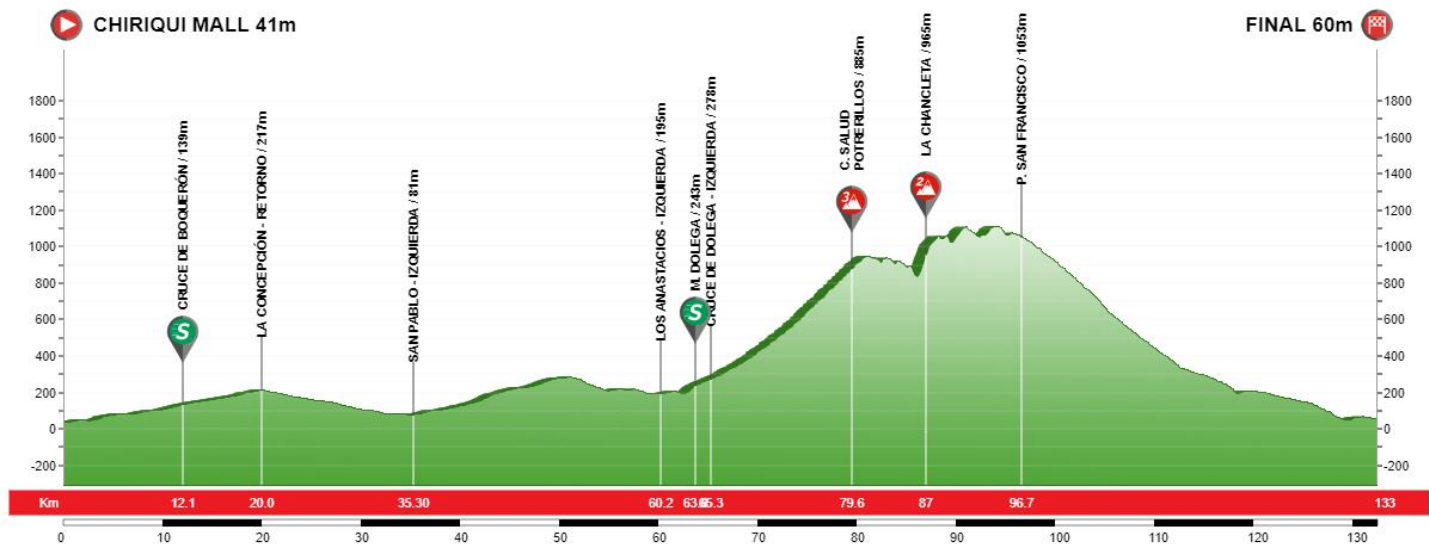 CHIRIQUI MALL 41m
FINAL 60m
CRUCE DE BOQUERÓN / 139m
LA CONCEPCIÓN - RETORNO / 217m
SAN PABLO - IZQUIERDA / 81m
LOS ANASTACIOS - IZQUIERDA / 195m
M. DOLEGA / 243m
CRUCE DE DOLEGA - IZQUIERDA / 278m
C. SALUD
POTRERILLOS / 885m
LA CHANCLETA / 965m
P. SAN FRANCISCO / 1053m
S
S
3
2
1800 1800
1600 1600
1400 1400
1200 1200
1000 1000
800 800
600 600
400 400
200 200
0 0
-200 -200
Km 12.1 20.0 35.30 60.2 65.3 79.6 87 96.7 133
0 10 20 30 40 50 60 70 80 90 100 110 120 130